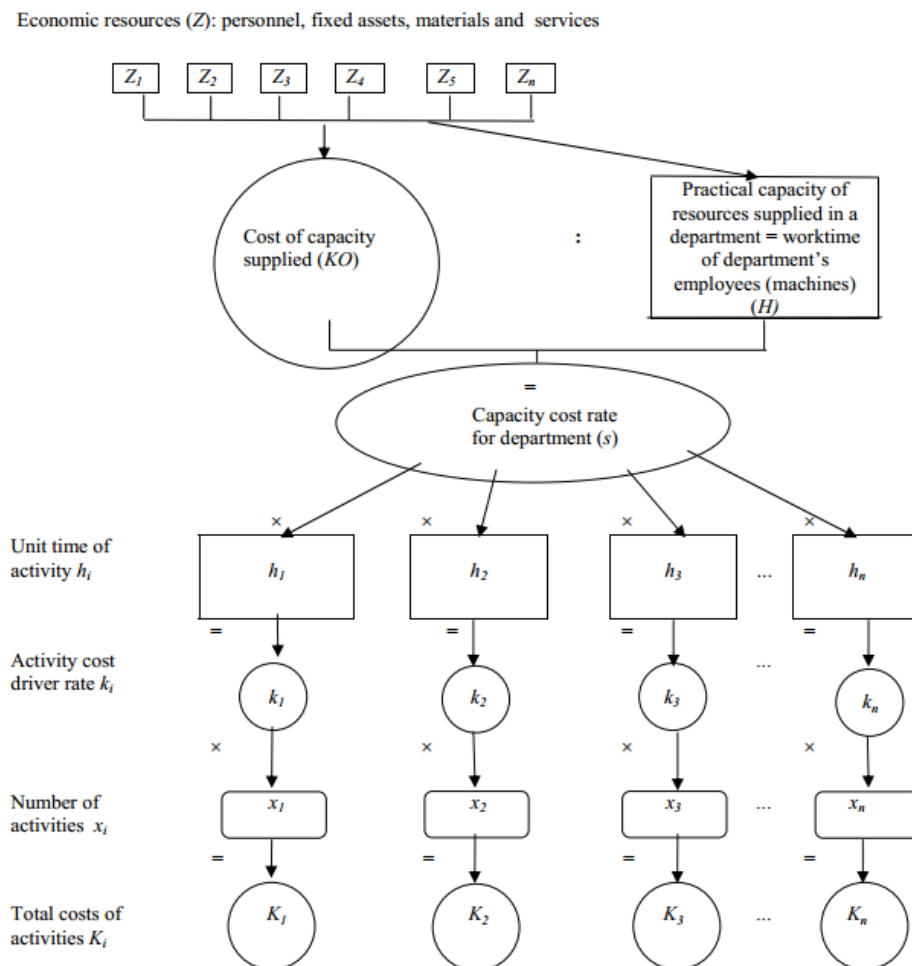 Economic resources (Z): personnel, fixed assets, materials and services
Z1 Z2 Z3 Z4 Z5 Zn
Cost of capacity
supplied (KO)
:
Practical capacity of
resources supplied in a
department = worktime
of department's
employees (machines)
(H)
=
Capacity cost rate
for department (s)
× × × ×
Unit time of
activity hi
h1 h2 h3 ... hn
= = = =
Activity cost
driver rate ki
k1 k2 k3 ... kn
× × × ×
Number of
activities xi
x1 x2 x3 ... xn
= = = =
Total costs of
activities Ki
K1 K2 K3 ... Kn